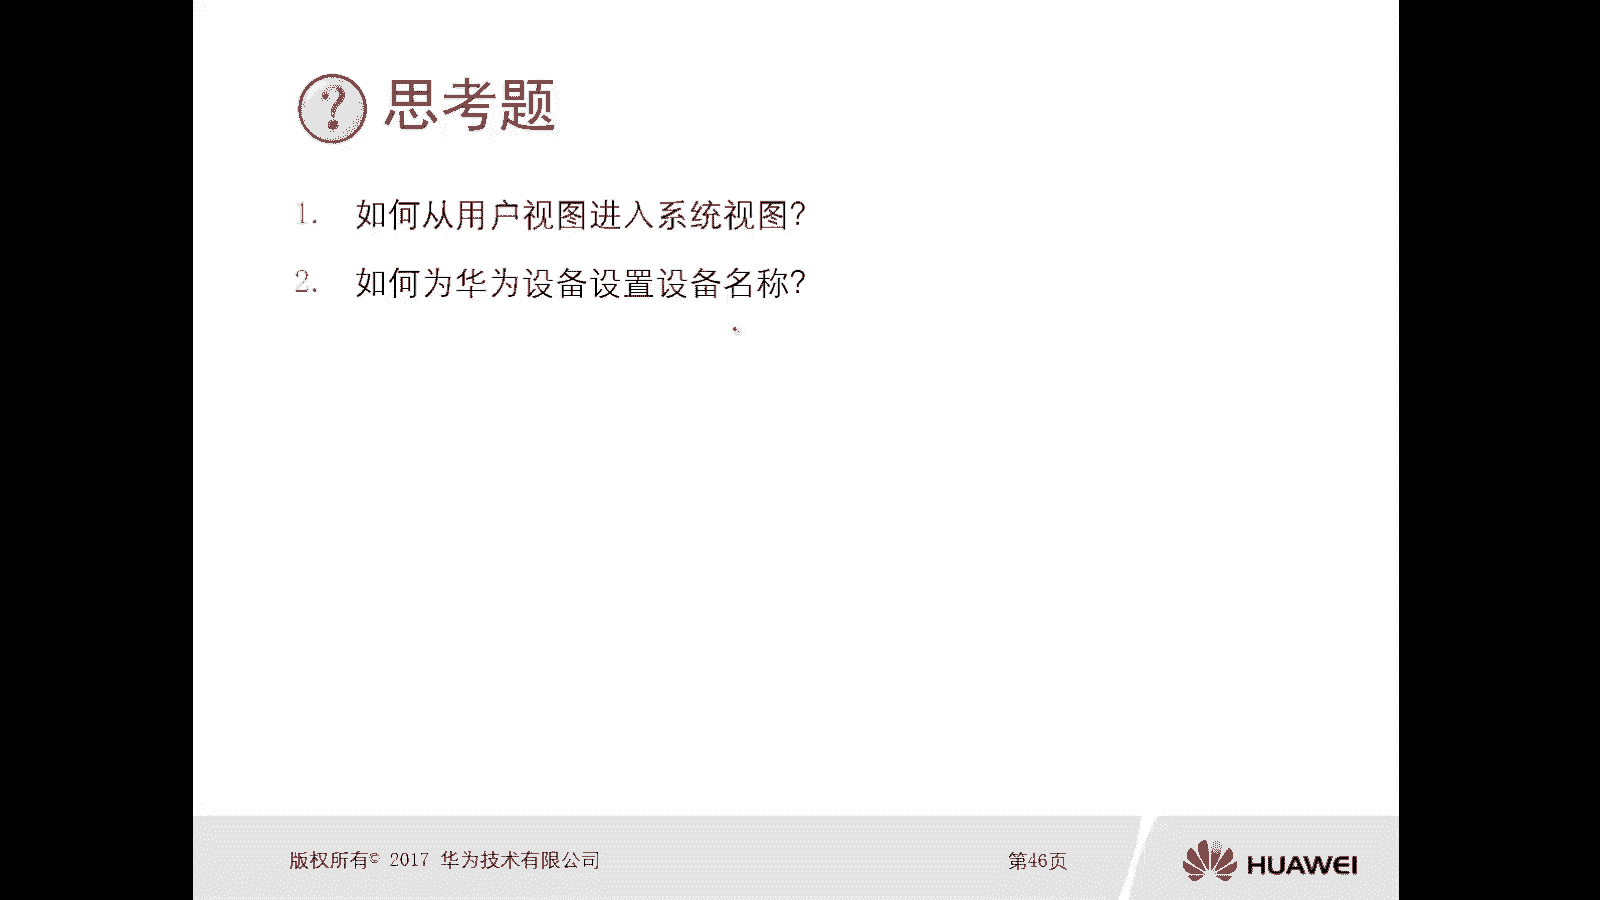 思考题
1. 如何从用户视图进入系统视图？
2. 如何为华为设备设置设备名称？
版权所有© 2017 华为技术有限公司
第46页
HUAWEI